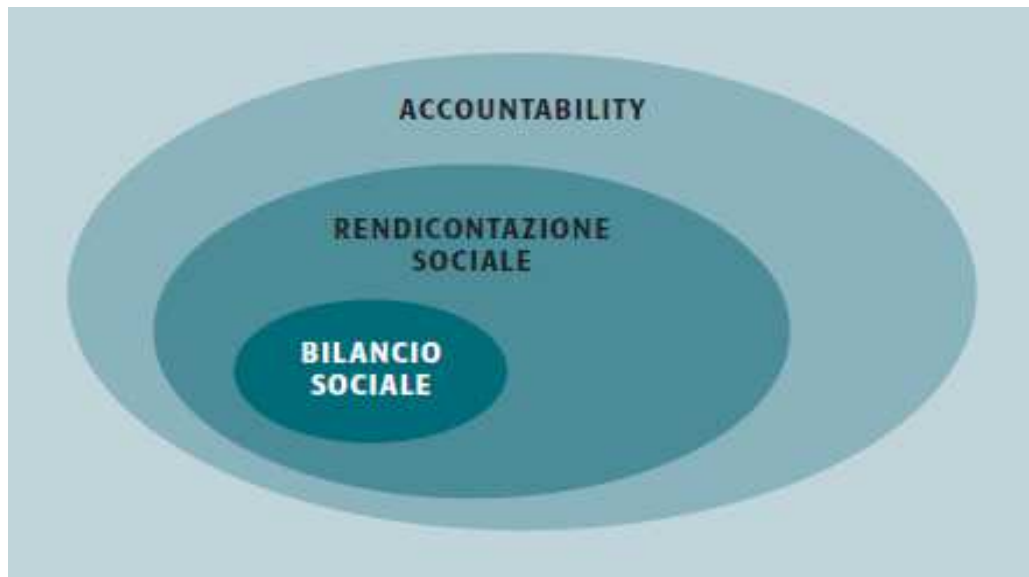 ACCOUNTABILITY
RENDICONTAZIONE
SOCIALE
BILANCIO
SOCIALE